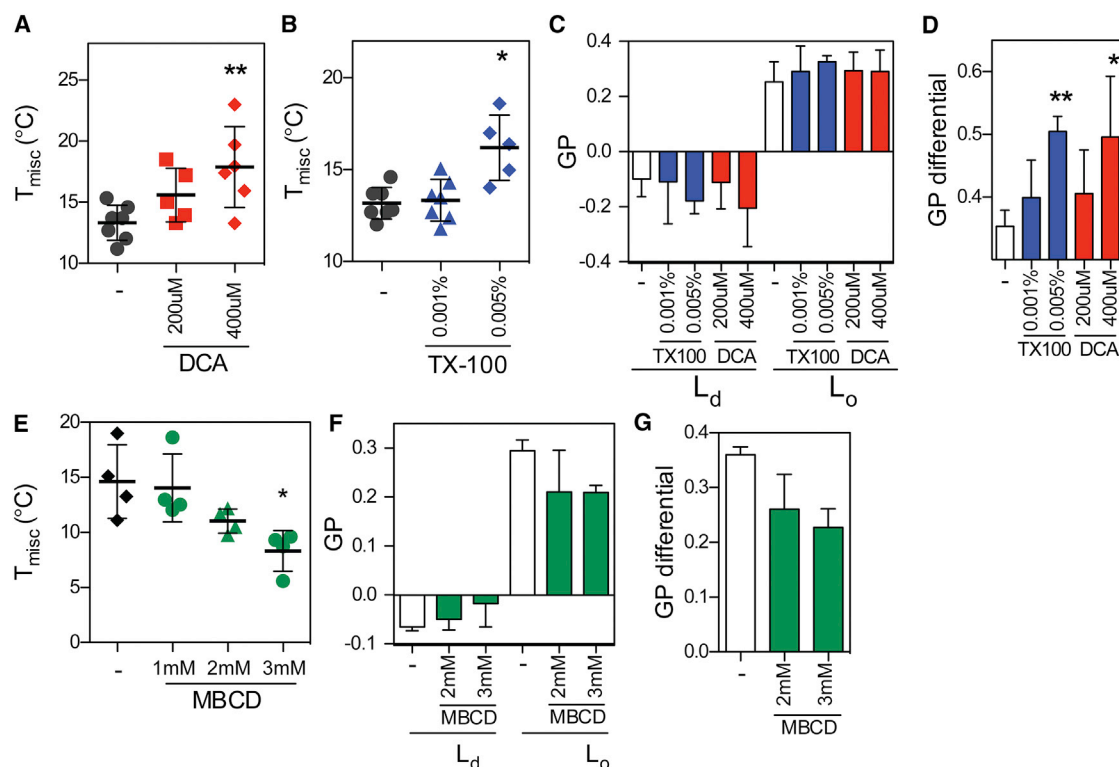 A
T misc (°C)
25
20
15
10
**
-
200uM
400uM
DCA
B
T misc (°C)
20
15
10
*
-
0.001%
0.005%
TX-100
C
GP
0.4
0.2
0.0
-0.2
-0.4
-
0.001%
0.005%
200uM
400uM
-
0.001%
0.005%
200uM
400uM
TX100
DCA
TX100
DCA
Ld
Lo
D
GP differential
0.6
0.5
0.4
**
*
-
0.001%
0.005%
200uM
400uM
TX100
DCA
E
Tmisc (°C)
20
15
10
5
0
*
-
1mM 2mM 3mM
MBCD
F
GP
0.3
0.2
0.1
0.0
-0.1
-
2mM
3mM
-
2mM
3mM
MBCD
MBCD
Ld
Lo
G
GP differential
0.4
0.3
0.2
0.1
0.0
-
2mM
3mM
MBCD